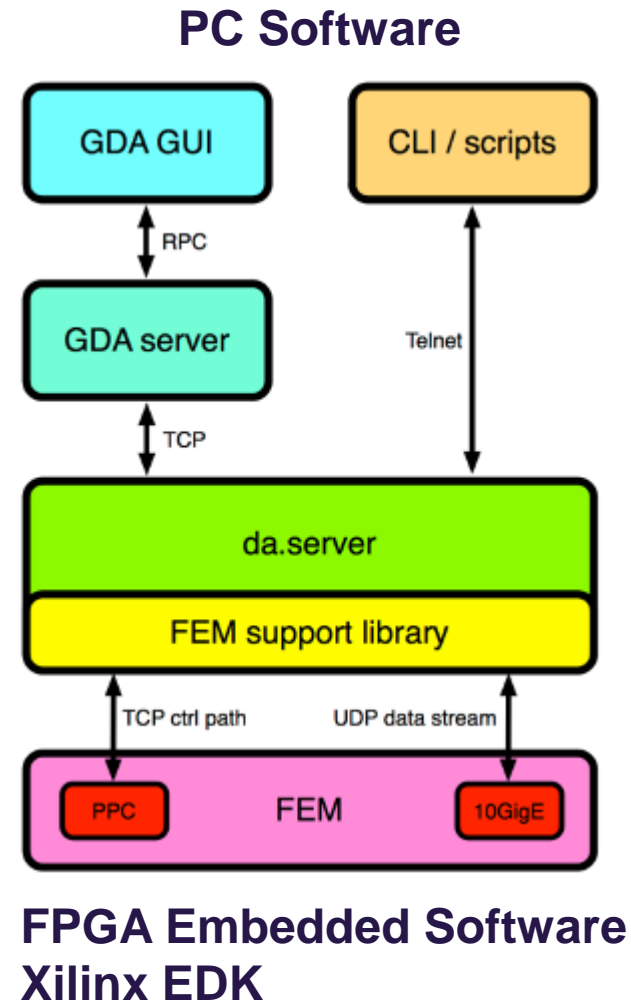 PC Software
GDA GUI
CLI / scripts
RPC
GDA server
Telnet
TCP
da.server
FEM support library
TCP ctrl path
UDP data stream
PPC
FEM
10GigE
FPGA Embedded Software
Xilinx EDK